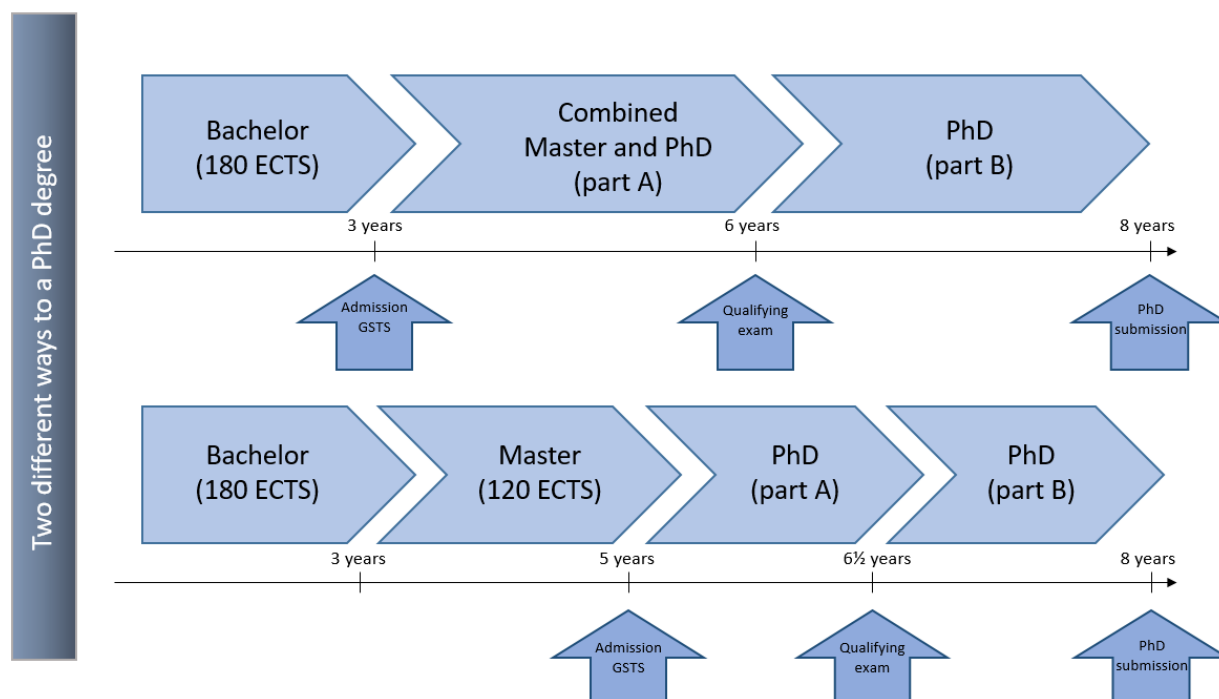 Two different ways to a PhD degree
Bachelor
(180 ECTS)
Combined
Master and PhD
(part A)
PhD
(part B)
3 years
6 years
8 years
Admission
GSTS
Qualifying
exam
PhD
submission
Bachelor
(180 ECTS)
Master
(120 ECTS)
PhD
(part A)
PhD
(part B)
3 years
5 years
6½ years
8 years
Admission
GSTS
Qualifying
exam
PhD
submission